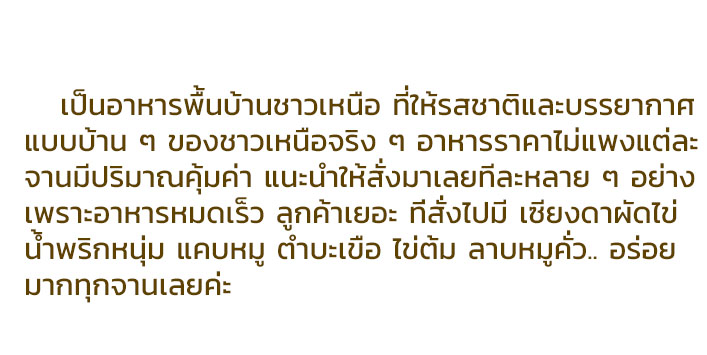 เป็นอาหารพื้นบ้านชาวเหนือ ที่ให้รสชาติและบรรยากาศ
แบบบ้าน ๆ ของชาวเหนือจริง ๆ อาหารราคาไม่แพงแต่ละ
จานมีปริมาณคุ้มค่า แนะนำให้สั่งมาเลยทีละหลาย ๆ อย่าง
เพราะอาหารหมดเร็ว ลูกค้าเยอะ ทีสั่งไปมี เชียงดาผัดไข่
น้ำพริกหนุ่ม แคบหมู ตำบะเขือ ไข่ต้ม ลาบหมูคั่ว.. อร่อย
มากทุกจานเลยค่ะ